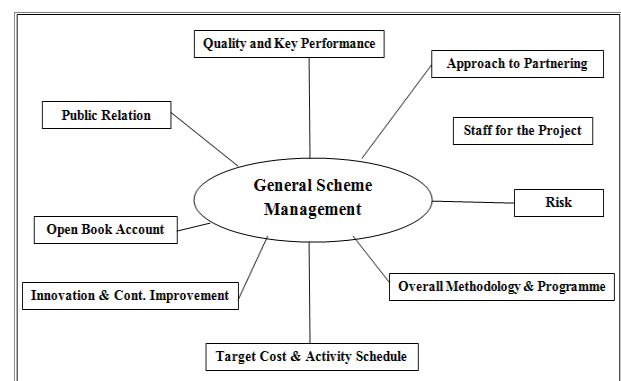 Quality and Key Performance
Approach to Partnering
Public Relation
Staff for the Project
General Scheme
Management
Risk
Open Book Account
Overall Methodology & Programme
Innovation & Cont. Improvement
Target Cost & Activity Schedule